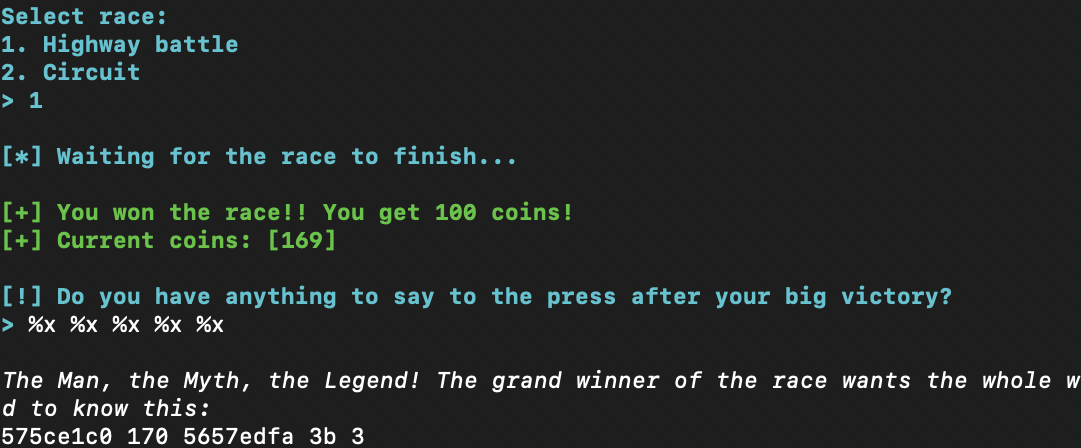 Select race:
1. Highway battle
2. Circuit
> 1
[*] Waiting for the race to finish...
[+] You won the race!! You get 100 coins!
[+] Current coins: [169]
[!] Do you have anything to say to the press after your big victory?
> %x %x %x %x %x
The Man, the Myth, the Legend! The grand winner of the race wants the whole w
d to know this:
575ce1c0 170 5657edfa 3b 3